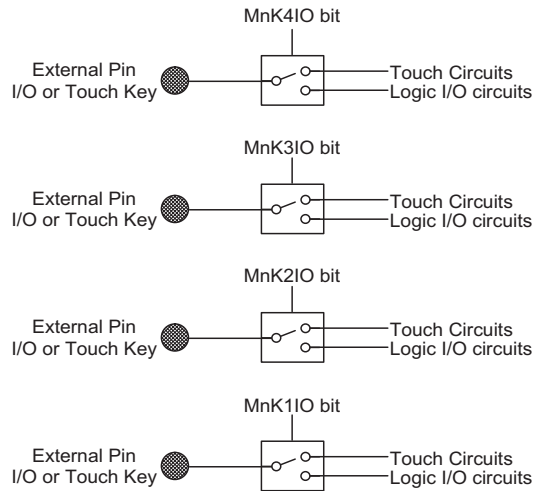 MnK4IO bit
External Pin
I/O or Touch Key
Touch Circuits
Logic I/O circuits
MnK3IO bit
External Pin
I/O or Touch Key
Touch Circuits
Logic I/O circuits
MnK2IO bit
External Pin
I/O or Touch Key
Touch Circuits
Logic I/O circuits
MnK1IO bit
External Pin
I/O or Touch Key
Touch Circuits
Logic I/O circuits